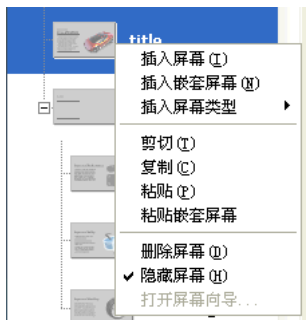 title
插入屏幕(I)
插入嵌套屏幕(N)
插入屏幕类型
剪切(T)
复制(C)
粘贴(P)
粘贴嵌套屏幕
删除屏幕(D)
隐藏屏幕(H)
打开屏幕向导...